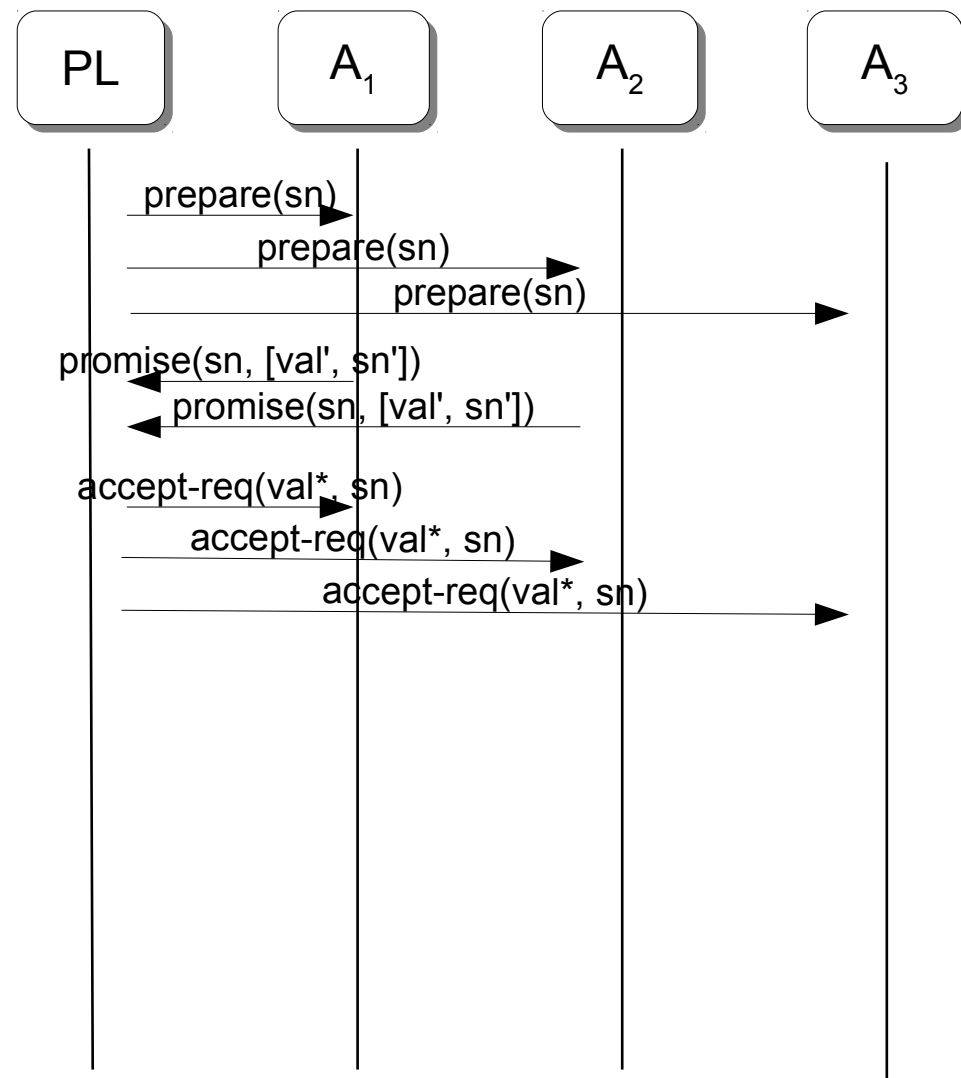 PL
A₁
A₂
A₃
prepare(sn)
prepare(sn)
prepare(sn)
promise(sn, [val', sn'])
promise(sn, [val', sn'])
accept-req(val*, sn)
accept-req(val*, sn)
accept-req(val*, sn)